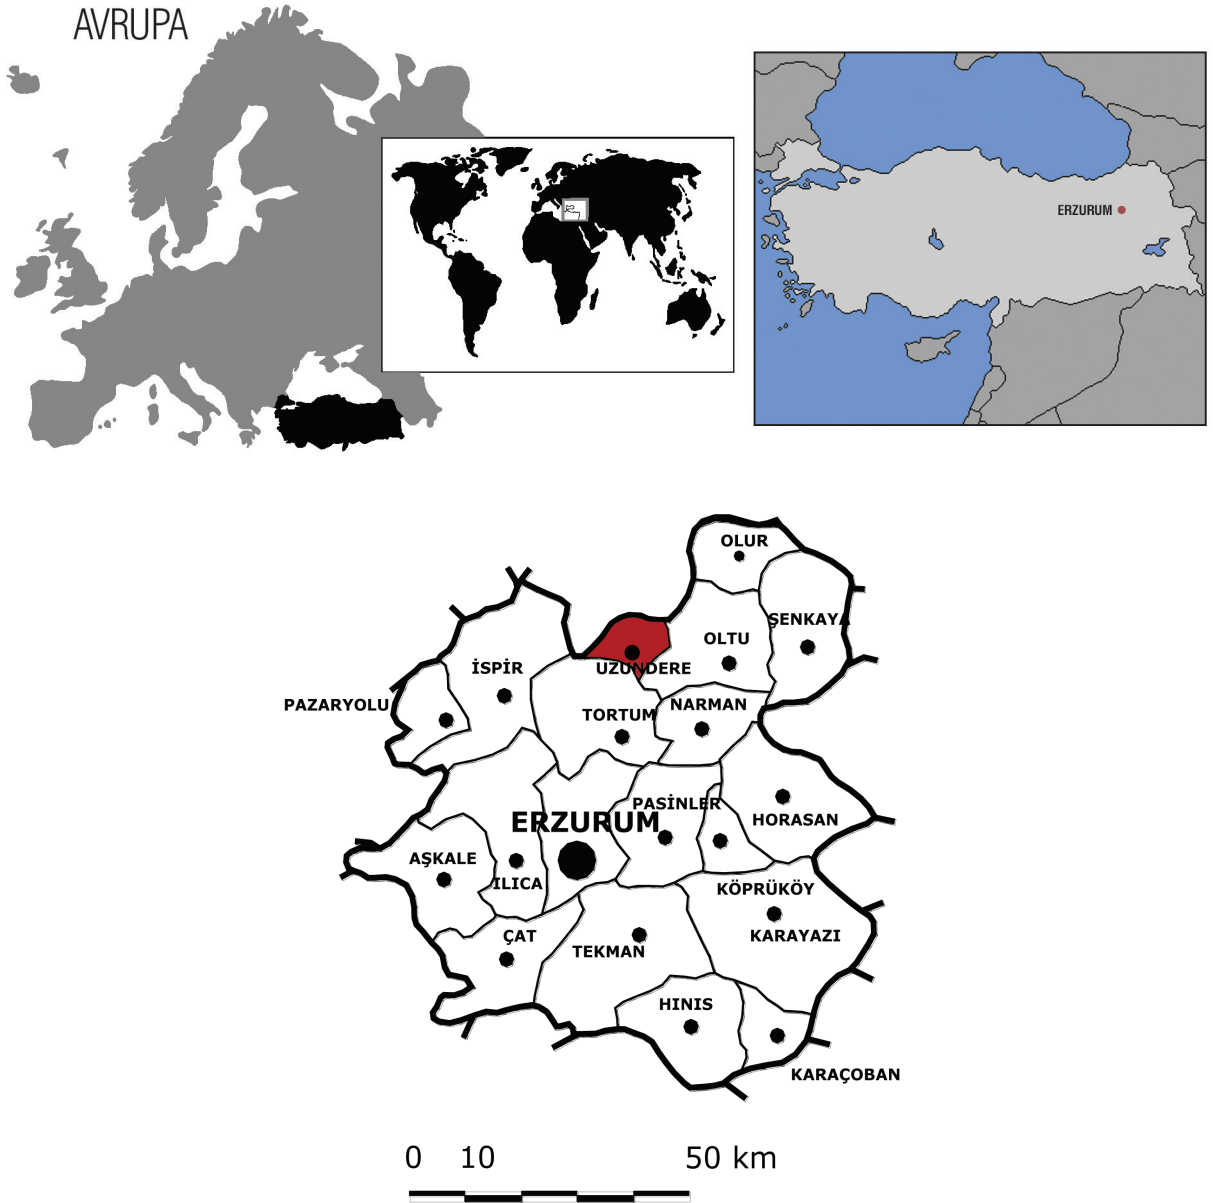 AVRUPA
ERZURUM
OLUR
ŞENKAYA
OLTU
UZUNDERE
İSPİR
PAZARYOLU
NARMAN
TORTUM
PASİNLER
ERZURUM
HORASAN
AŞKALE
ILICA
KÖPRÜKÖY
ÇAT
KARAYAZI
TEKMAN
HINIS
KARAÇOBAN
0 10 50 km